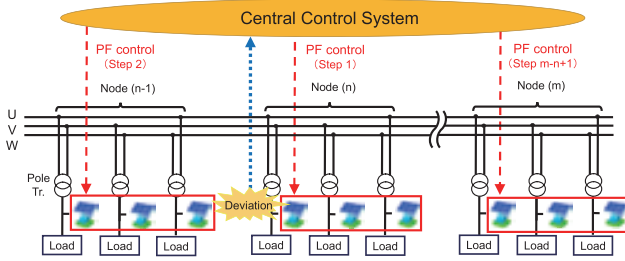 Central Control System
PF control
(Step 2)
PF control
(Step 1)
PF control
(Step m-n+1)
Node (n-1)
Node (n)
Node (m)
U
V
W
Pole
Tr.
Deviation
Load
Load
Load
Load
Load
Load
Load
Load
Load